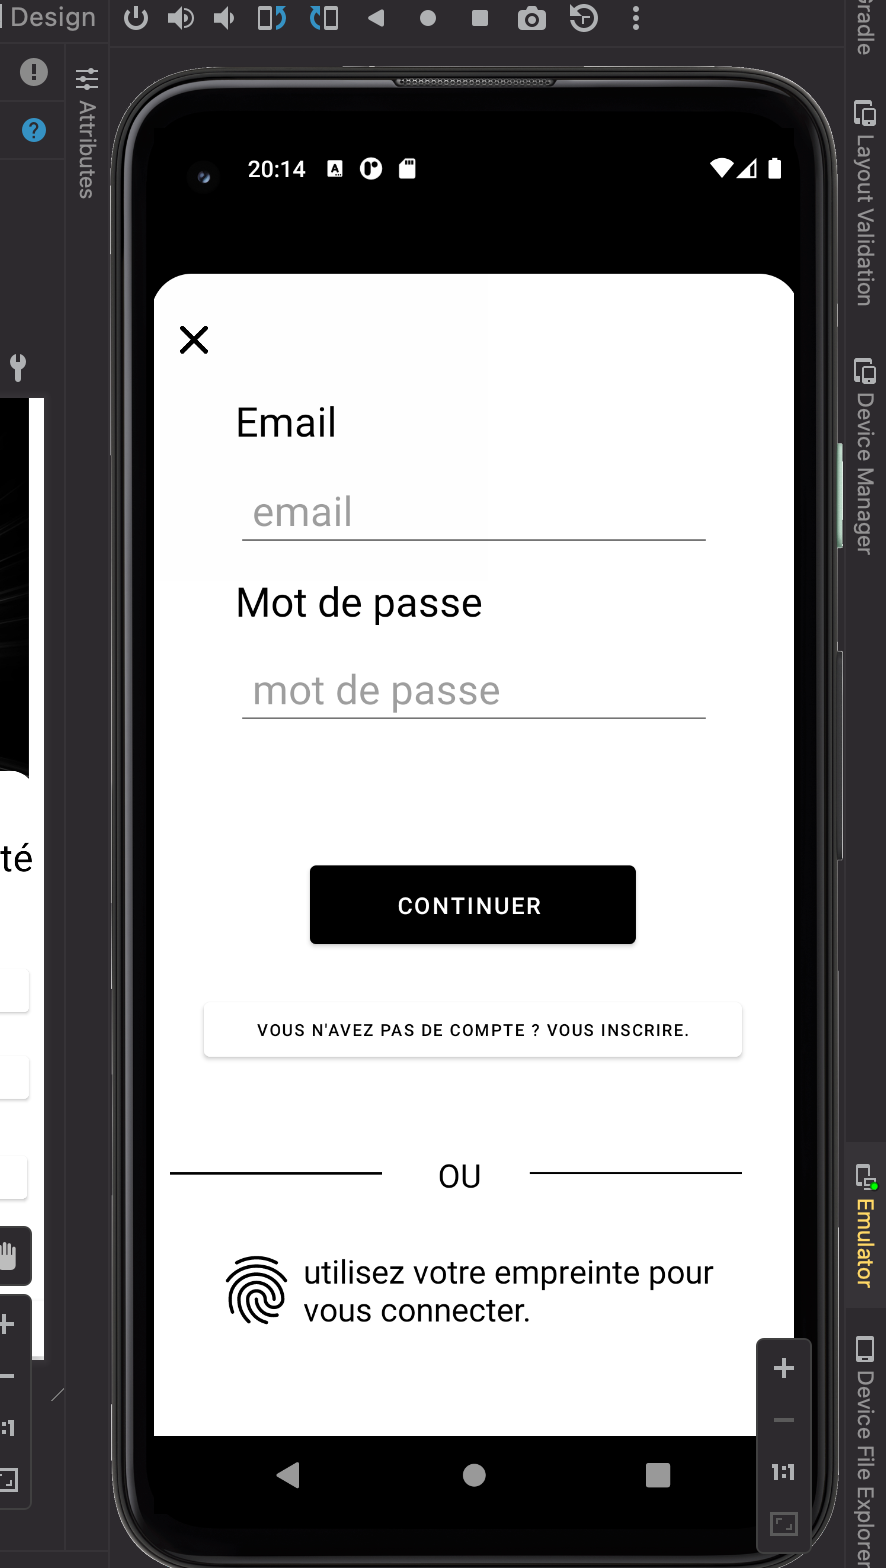 Design
Attributes
20:14
A
Email
email
Mot de passe
mot de passe
té
CONTINUER
VOUS N'AVEZ PAS DE COMPTE ? VOUS INSCRIRE.
OU
utilisez votre empreinte pour
vous connecter.
:1
1:1
Gradle
Layout Validation
Device Manager
Emulator
Device File Explorer